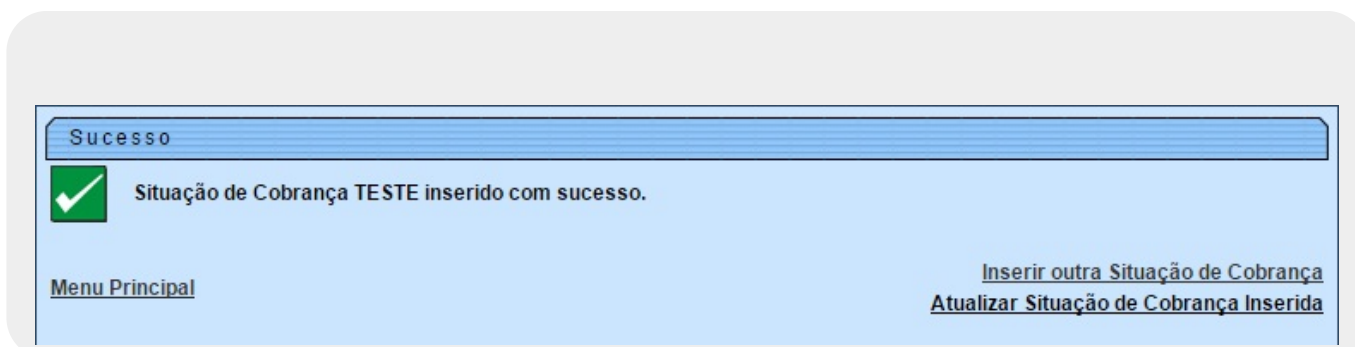 Sucesso
Situação de Cobrança TESTE inserido com sucesso.
Menu Principal
Inserir outra Situação de Cobrança
Atualizar Situação de Cobrança Inserida